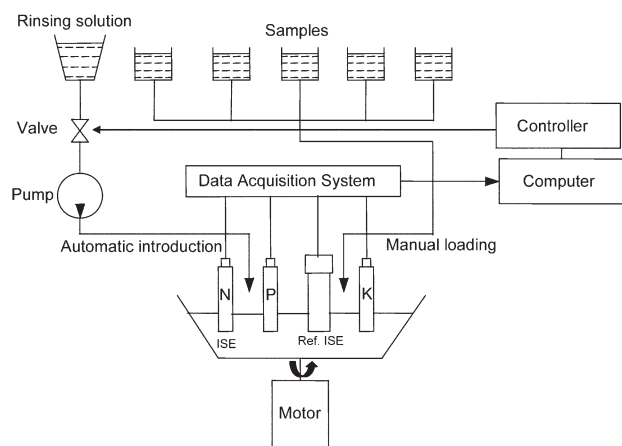 Rinsing solution
Samples
Valve
Controller
Computer
Data Acquisition System
Pump
Automatic introduction
Manual loading
N
P
K
ISE
Ref. ISE
Motor